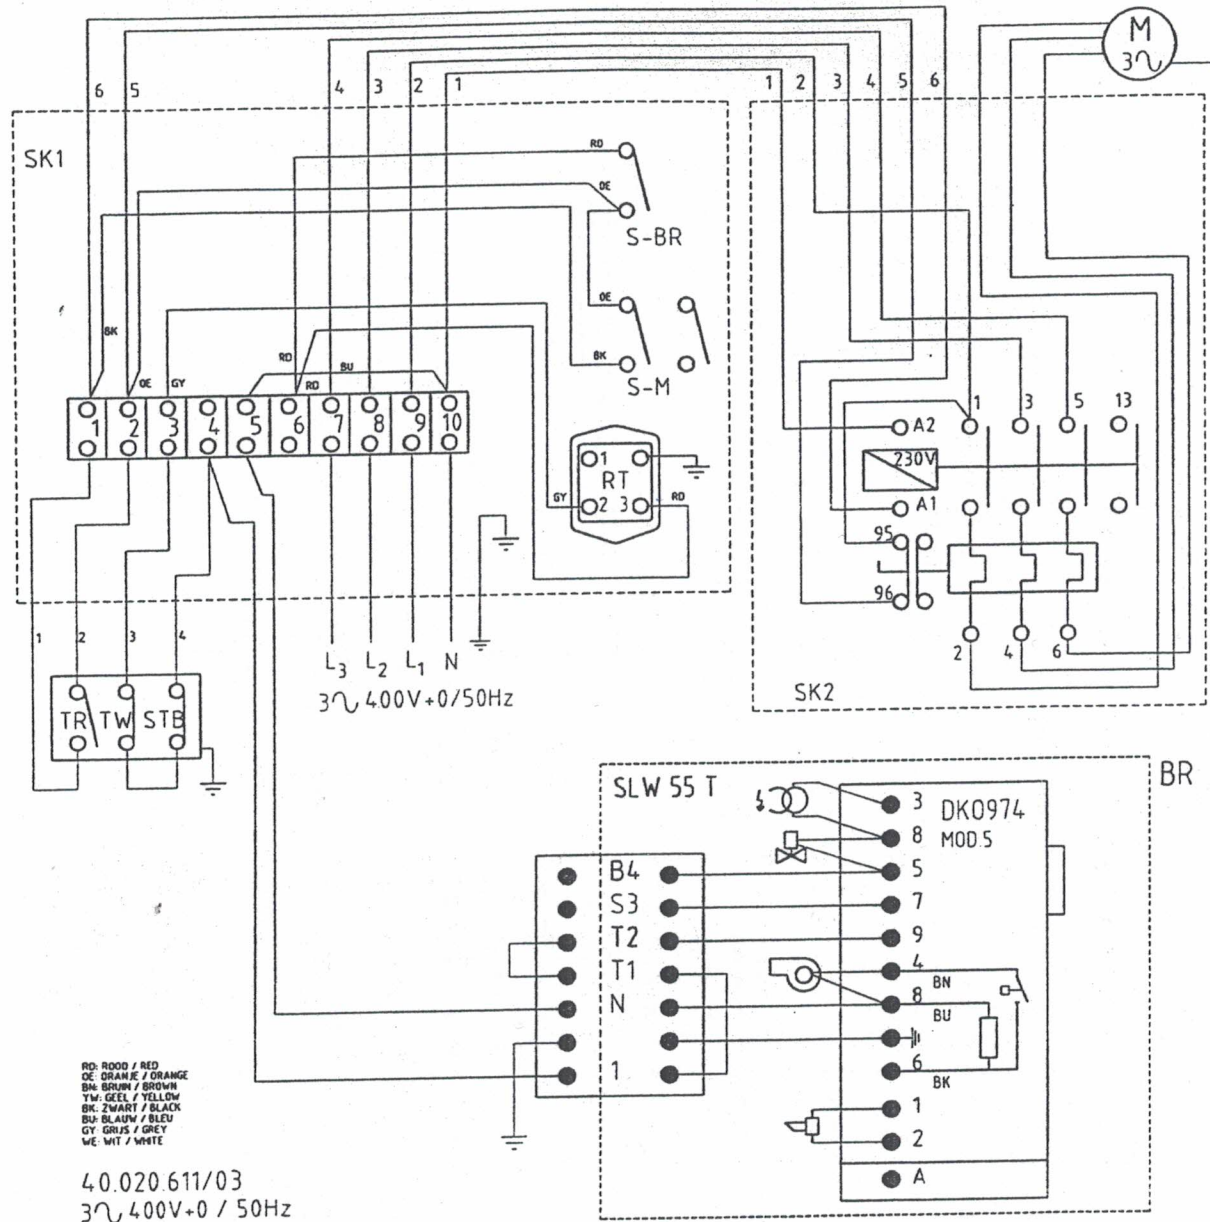 M
3∿
6 5 4 3 2 1 1 2 3 4 5 6
SK1
RD
OE
S-BR
OE
BK
S-M
BK
OE
GY
RD
RD
BU
1 2 3 4 5 6 7 8 9 10
1
RT
2 3
GY
RD
1 3 5 13
A2
230V
A1
95
96
2 4 6
SK2
1 2 3 4
TR TW STB
L3 L2 L1 N
3∿ 400V+0/50Hz
BR
SLW 55 T
DKO974
MOD.5
B4
S3
T2
T1
N
1
3
8
5
7
9
4
BN
8
BU
6
BK
1
2
A
RD: ROOD / RED
OE: ORANJE / ORANGE
BN: BRUIN / BROWN
YW: GEEL / YELLOW
BK: ZWART / BLACK
BU: BLAUW / BLEU
GY: GRIJS / GREY
WE: WIT / WHITE
40.020.611/03
3∿ 400V+0 / 50Hz